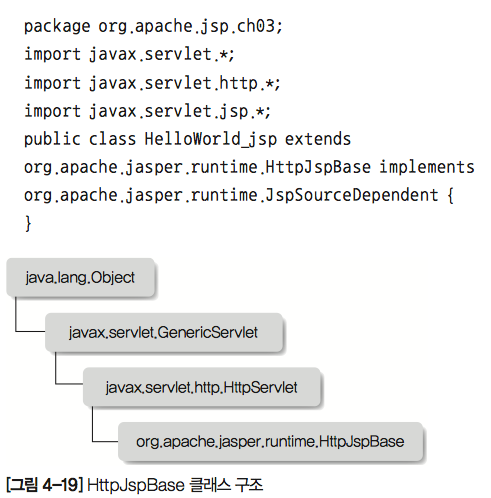 package org.apache.jsp.ch03;
import javax.servlet.*;
import javax.servlet.http.*;
import javax.servlet.jsp.*;
public class HelloWorld_jsp extends
org.apache.jasper.runtime.HttpJspBase implements
org.apache.jasper.runtime.JspSourceDependent {
}
java.lang.Object
javax.servlet.GenericServlet
javax.servlet.http.HttpServlet
org.apache.jasper.runtime.HttpJspBase
[그림 4-19] HttpJspBase 클래스 구조